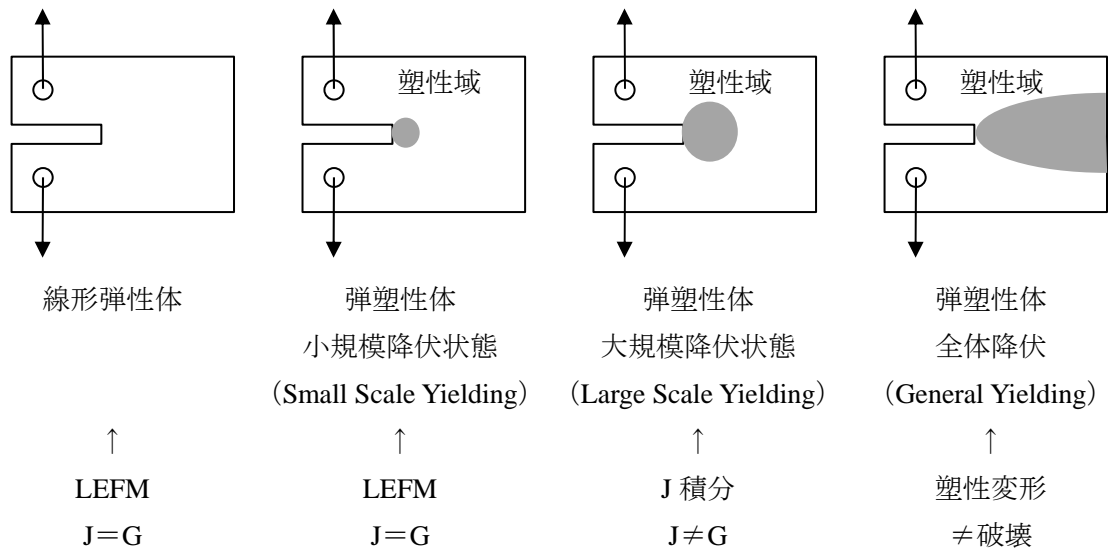 塑性域
塑性域
塑性域
線形弾性体
弾塑性体
小規模降伏状態
(Small Scale Yielding)
弾塑性体
大規模降伏状態
(Large Scale Yielding)
弾塑性体
全体降伏
(General Yielding)
↑
LEFM
J=G
↑
LEFM
J=G
↑
J 積分
J≠G
↑
塑性変形
≠破壊